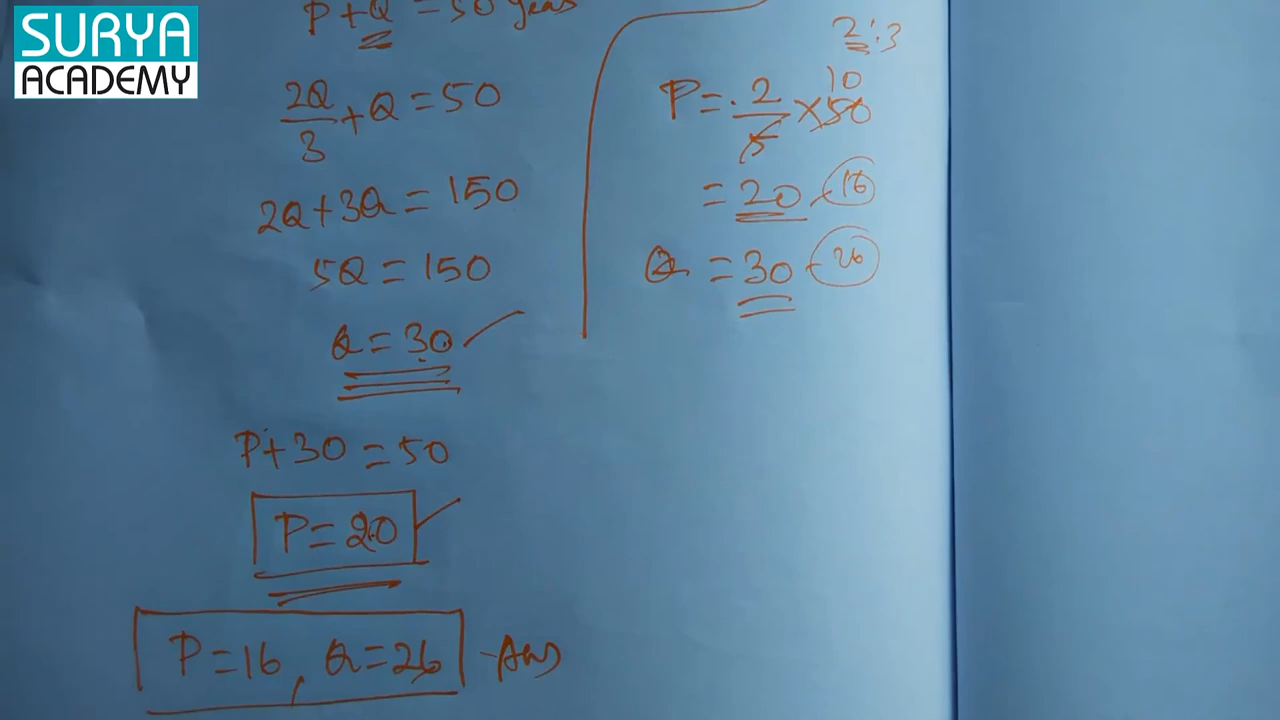 SURYA
ACADEMY
P+Q = 50 years
2Q/3 + Q = 50
2Q+3Q = 150
5Q = 150
Q = 30
P+30 = 50
P = 20
P=16, Q=26 Ans
2:3
P = 2/5 × 50 10
= 20 - 16
Q = 30 - 26